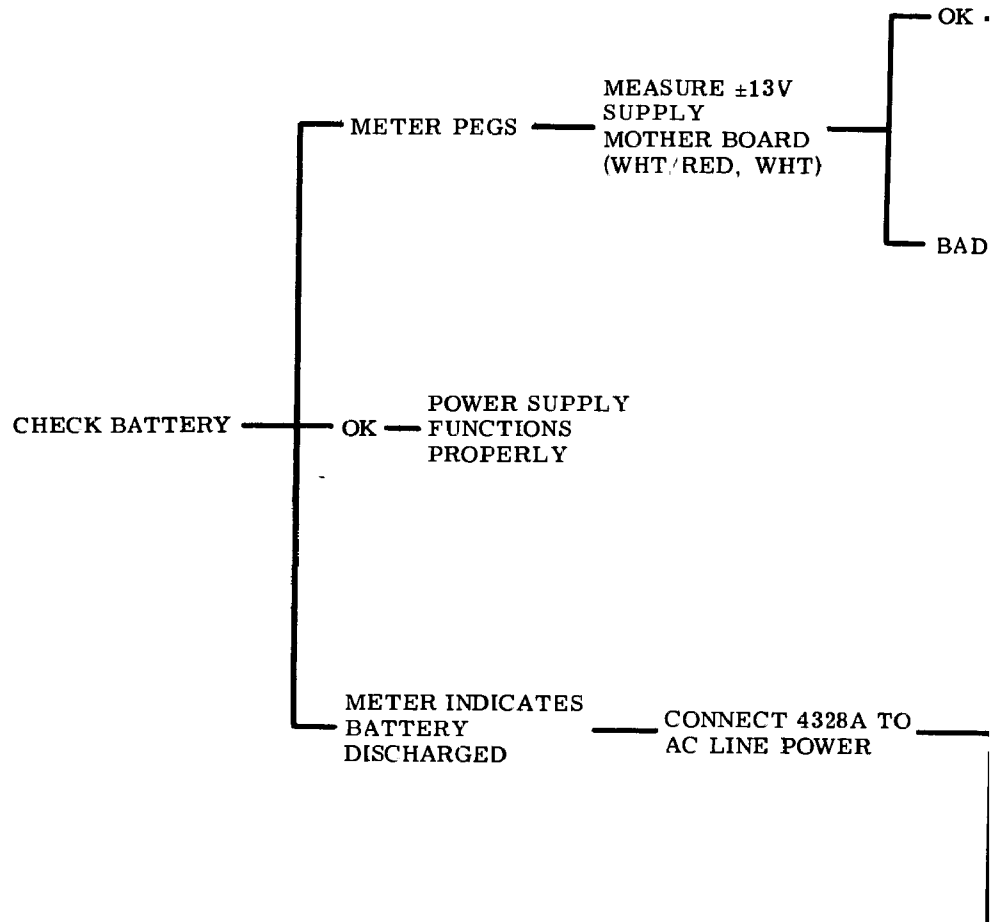 OK
METER PEGS
MEASURE ±13V
SUPPLY
MOTHER BOARD
(WHT/RED, WHT)
BAD
CHECK BATTERY
OK
POWER SUPPLY
FUNCTIONS
PROPERLY
METER INDICATES
BATTERY
DISCHARGED
CONNECT 4328A TO
AC LINE POWER